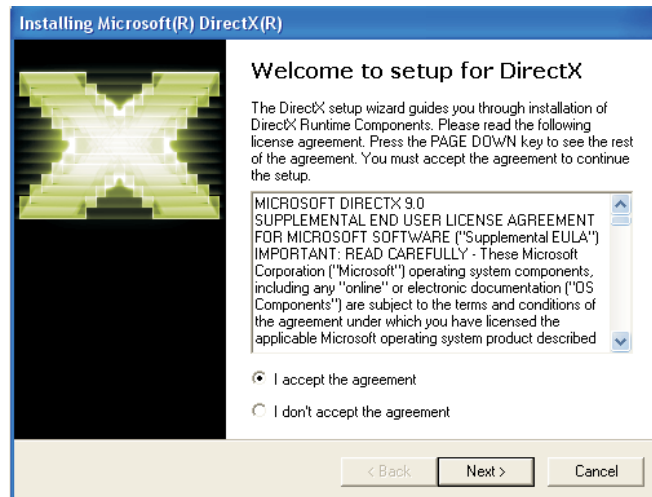 Installing Microsoft(R) DirectX(R)
Welcome to setup for DirectX
The DirectX setup wizard guides you through installation of
DirectX Runtime Components. Please read the following
license agreement. Press the PAGE DOWN key to see the rest
of the agreement. You must accept the agreement to continue
the setup.
MICROSOFT DIRECTX 9.0
SUPPLEMENTAL END USER LICENSE AGREEMENT
FOR MICROSOFT SOFTWARE ("Supplemental EULA")
IMPORTANT: READ CAREFULLY - These Microsoft
Corporation ("Microsoft") operating system components,
including any "online" or electronic documentation ("OS
Components") are subject to the terms and conditions of
the agreement under which you have licensed the
applicable Microsoft operating system product described
I accept the agreement
I don't accept the agreement
< Back Next > Cancel